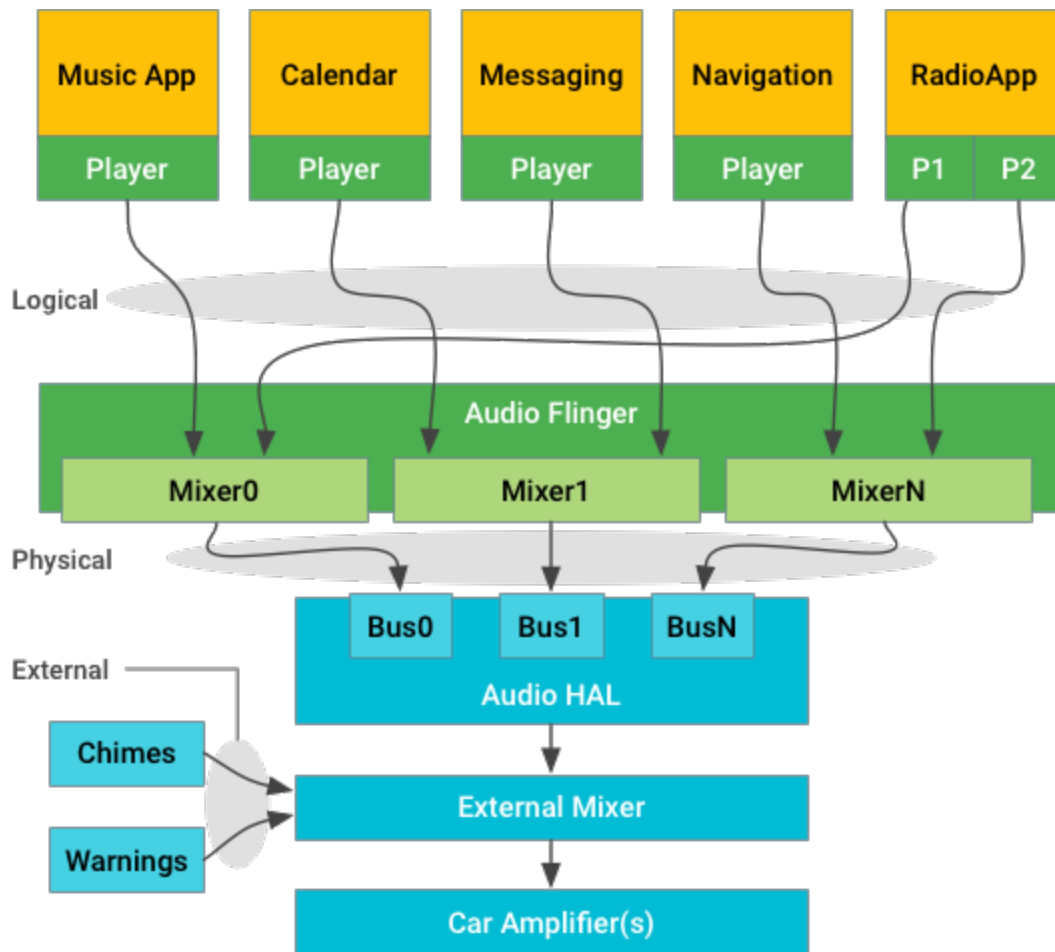 Music App
Calendar
Messaging
Navigation
RadioApp
Player
Player
Player
Player
P1
P2
Logical
Audio Flinger
Mixer0
Mixer1
MixerN
Physical
Bus0
Bus1
BusN
External
Audio HAL
Chimes
External Mixer
Warnings
Car Amplifier(s)